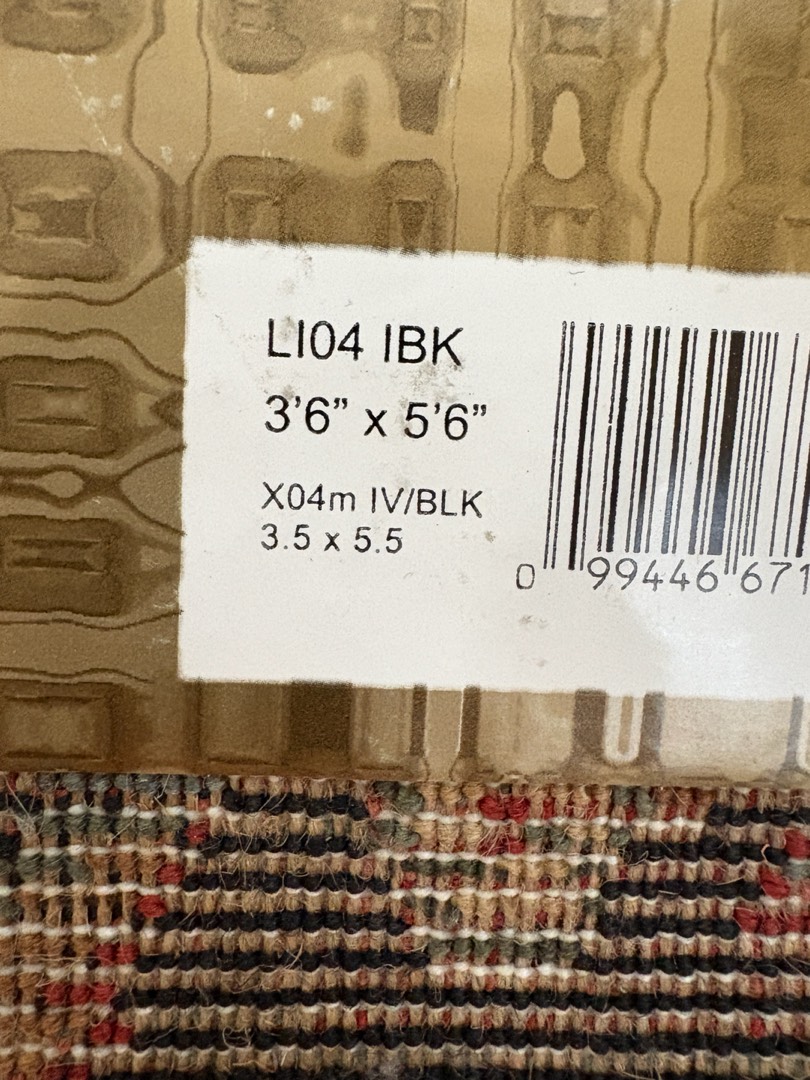 LI04 IBK
3'6” x 5'6”
X04m IV/BLK
3.5 x 5.5
0 99446 671